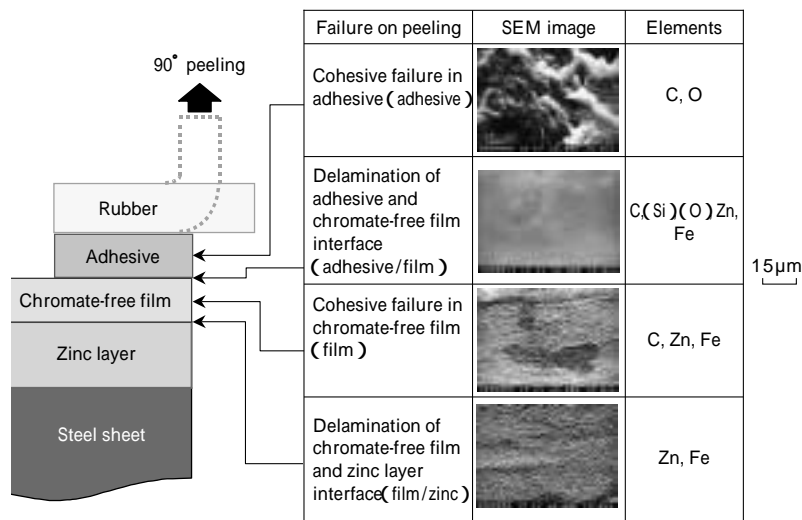 90° peeling
Rubber
Adhesive
Chromate-free film
Zinc layer
Steel sheet
Failure on peeling
SEM image
Elements
Cohesive failure in
adhesive(adhesive)
C, O
Delamination of
adhesive and
chromate-free film
interface
(adhesive/film)
C,(Si)(O)Zn,
Fe
Cohesive failure in
chromate-free film
(film)
C, Zn, Fe
Delamination of
chromate-free film
and zinc layer
interface(film/zinc)
Zn, Fe
15μm